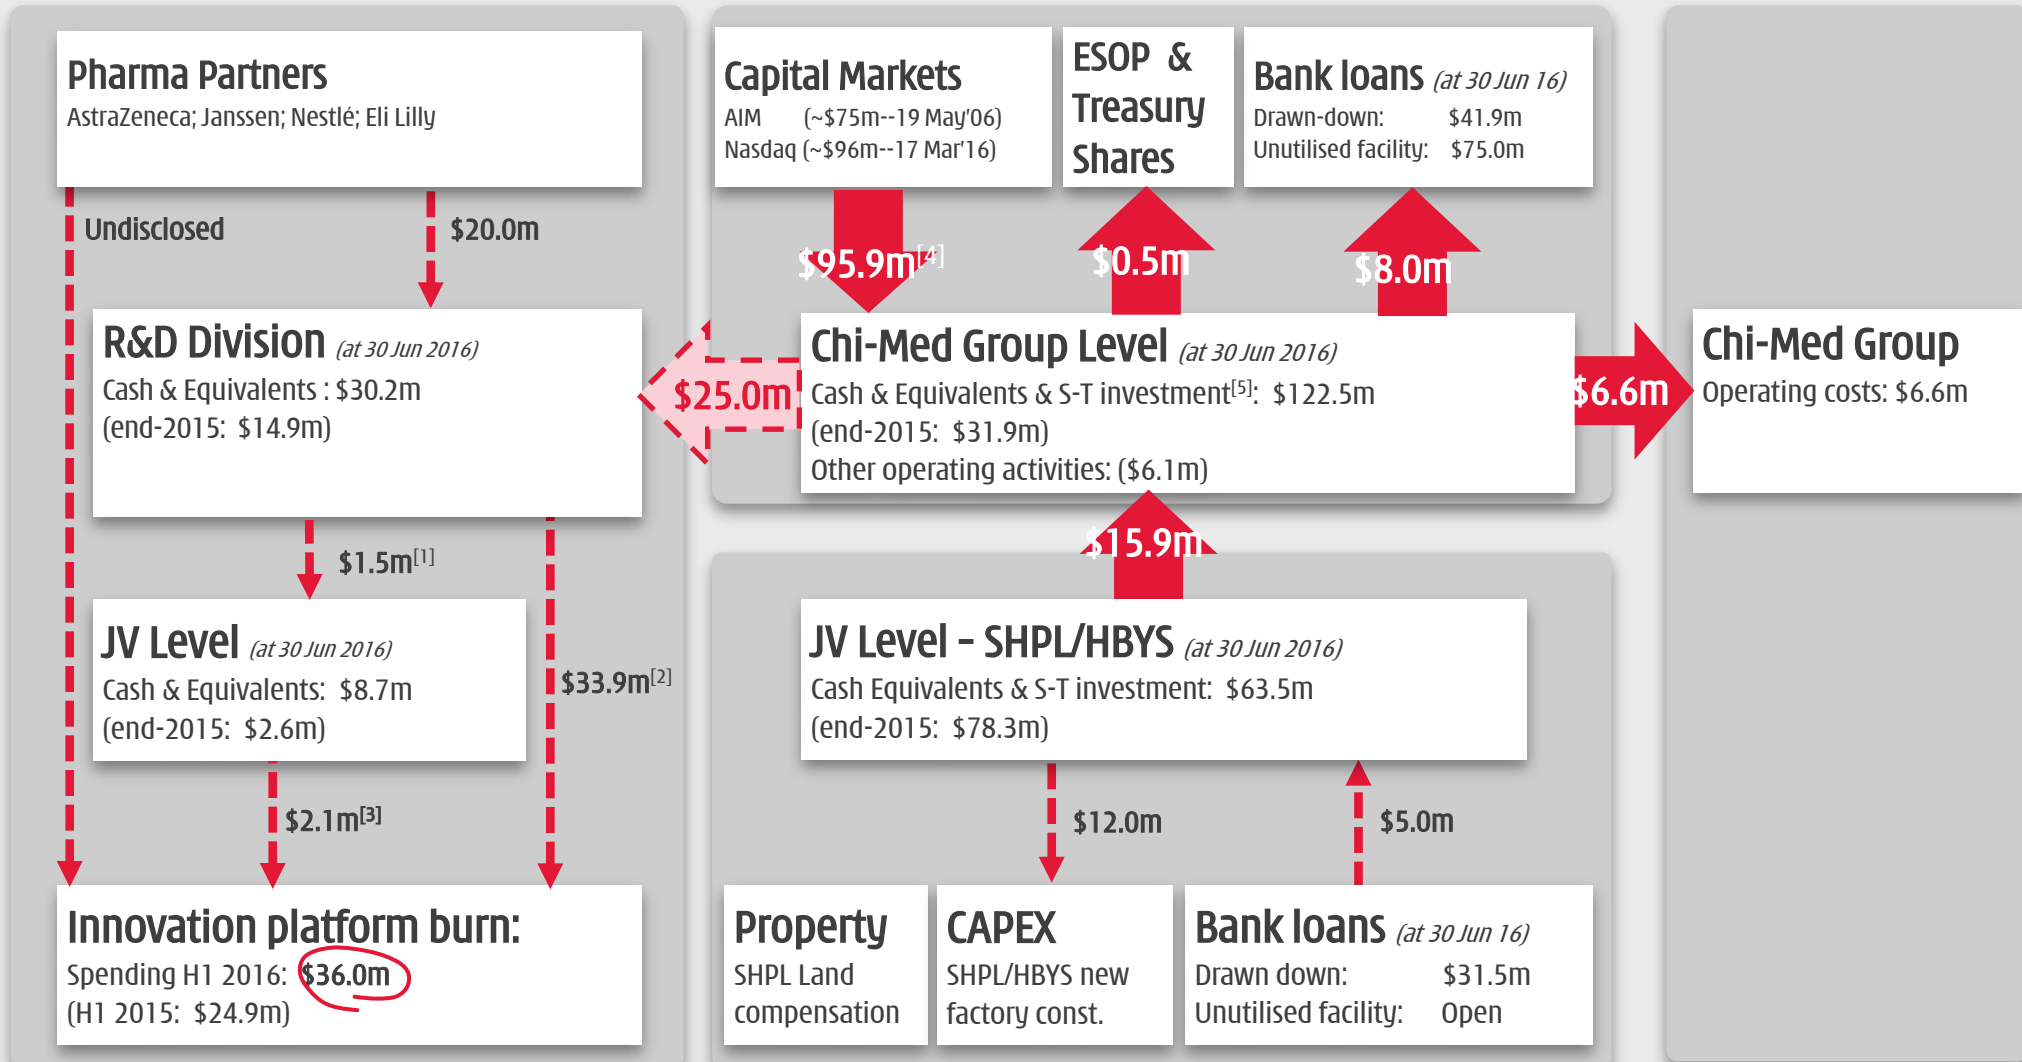 Pharma Partners
AstraZeneca; Janssen; Nestlé; Eli Lilly
Undisclosed
$20.0m
R&D Division (at 30 Jun 2016)
Cash & Equivalents : $30.2m
(end-2015: $14.9m)
$1.5m[1]
JV Level (at 30 Jun 2016)
Cash & Equivalents: $8.7m
(end-2015: $2.6m)
$33.9m[2]
$2.1m[3]
Innovation platform burn:
Spending H1 2016: $36.0m
(H1 2015: $24.9m)
Capital Markets
AIM (~$75m--19 May'06)
Nasdaq (~$96m--17 Mar'16)
ESOP &
Treasury
Shares
Bank loans (at 30 Jun 16)
Drawn-down: $41.9m
Unutilised facility: $75.0m
$95.9m[4]
$0.5m
$8.0m
$25.0m
Chi-Med Group Level (at 30 Jun 2016)
Cash & Equivalents & S-T investment[5]: $122.5m
(end-2015: $31.9m)
Other operating activities: ($6.1m)
$6.6m
Chi-Med Group
Operating costs: $6.6m
$15.9m
JV Level – SHPL/HBYS (at 30 Jun 2016)
Cash Equivalents & S-T investment: $63.5m
(end-2015: $78.3m)
$12.0m
$5.0m
Property
SHPL Land
compensation
CAPEX
SHPL/HBYS new
factory const.
Bank loans (at 30 Jun 16)
Drawn down: $31.5m
Unutilised facility: Open